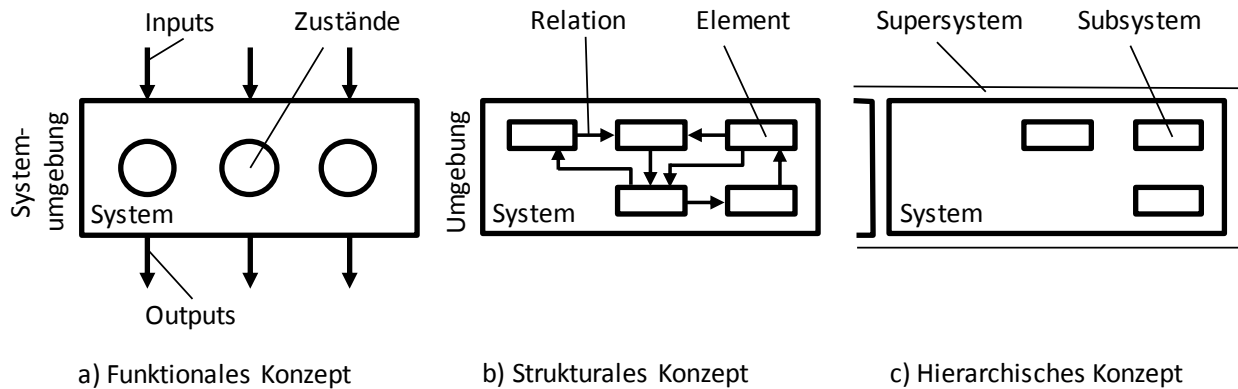 Inputs
Zustände
System-
umgebung
System
Outputs
a) Funktionales Konzept
Relation
Element
Umgebung
System
b) Strukturales Konzept
Supersystem
Subsystem
System
c) Hierarchisches Konzept